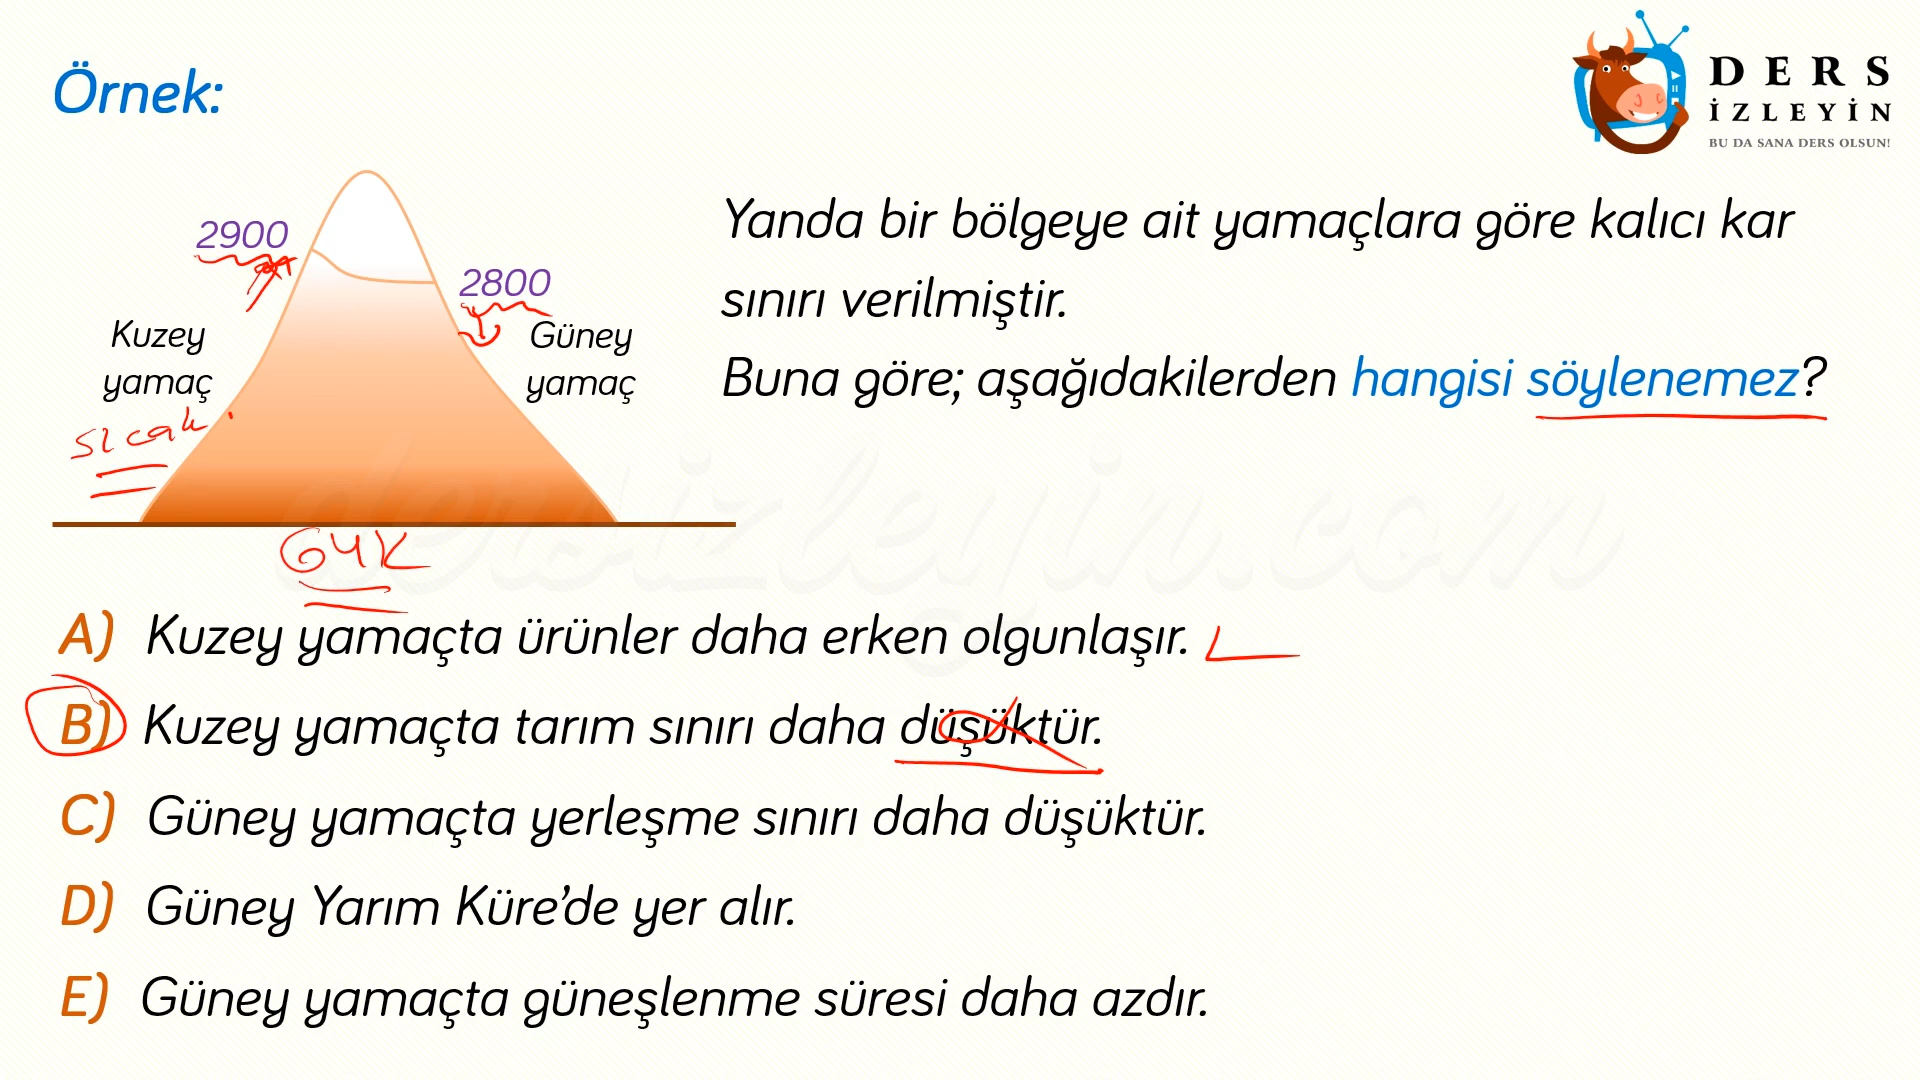 Örnek:
DERS
İZLEYİN
BU DA SANA DERS OLSUN!
2900
2800
Kuzey
yamaç
Güney
yamaç
sıcak
GYK
Yanda bir bölgeye ait yamaçlara göre kalıcı kar
sınırı verilmiştir.
Buna göre; aşağıdakilerden hangisi söylenemez?
dersizleyin.com
A) Kuzey yamaçta ürünler daha erken olgunlaşır.
B) Kuzey yamaçta tarım sınırı daha düşüktür.
C) Güney yamaçta yerleşme sınırı daha düşüktür.
D) Güney Yarım Küre’de yer alır.
E) Güney yamaçta güneşlenme süresi daha azdır.